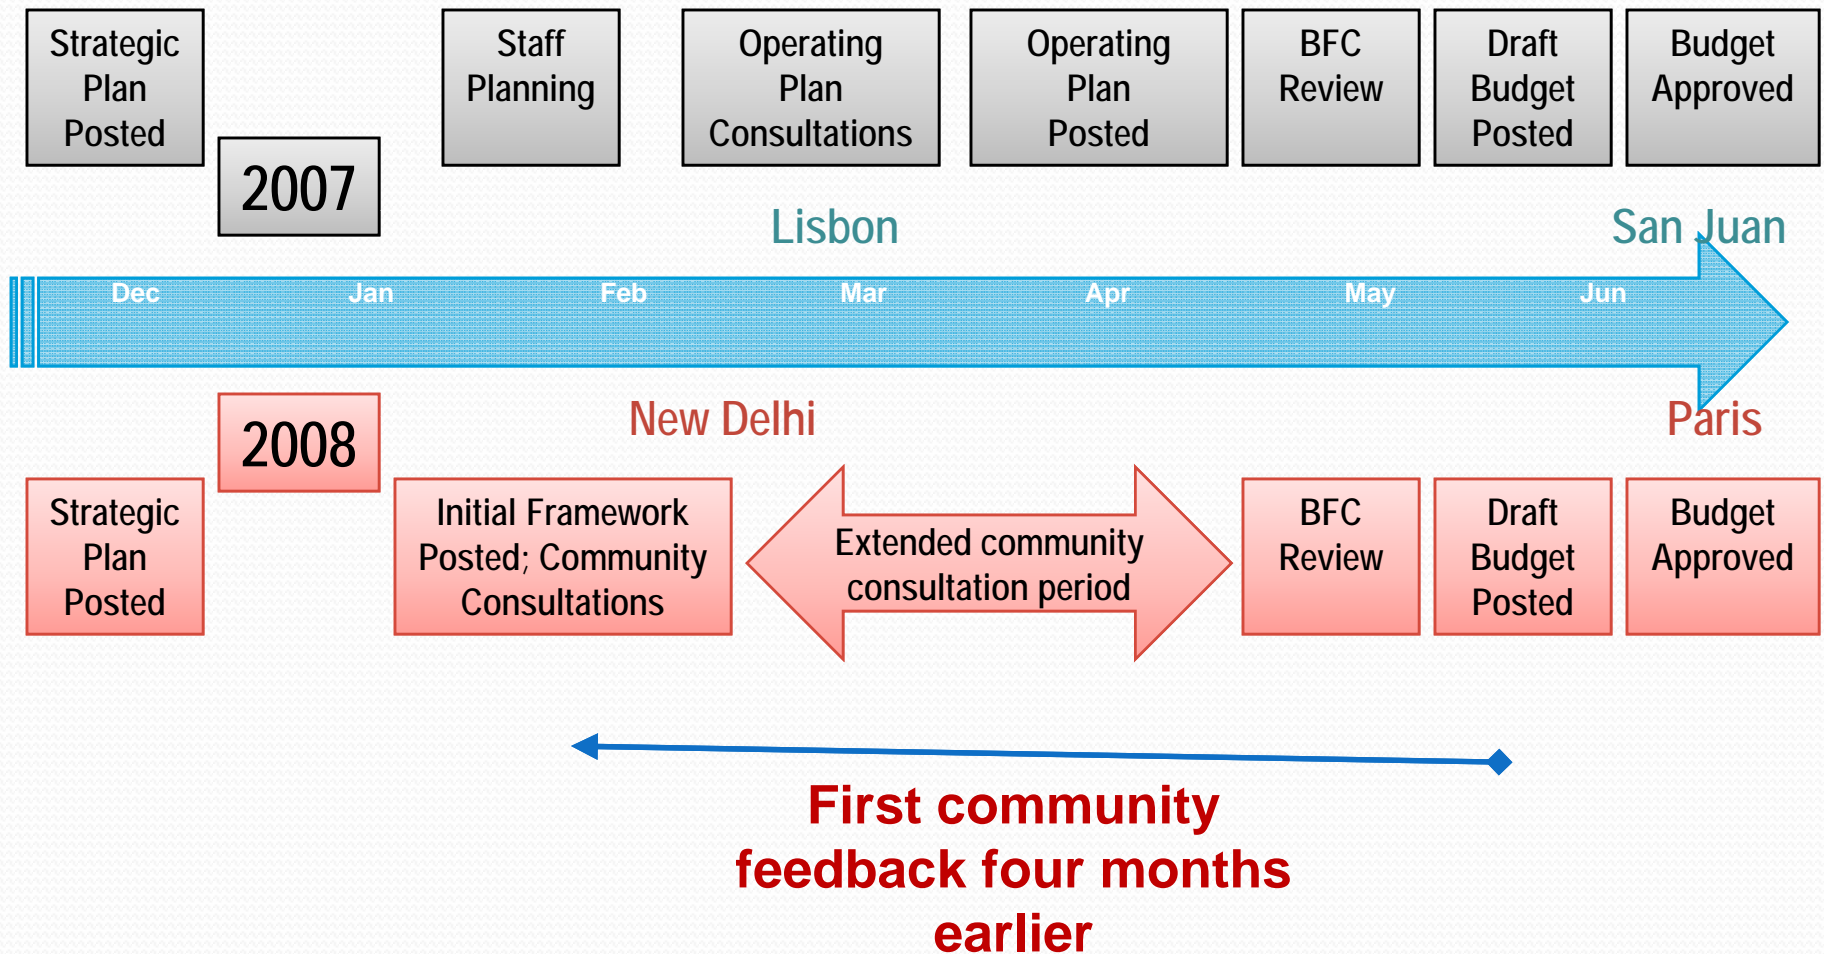 Strategic
Plan
Posted
Staff
Planning
Operating
Plan
Consultations
Operating
Plan
Posted
BFC
Review
Draft
Budget
Posted
Budget
Approved
2007
Lisbon
San Juan
Dec
Jan
Feb
Mar
Apr
May
Jun
2008
New Delhi
Paris
Strategic
Plan
Posted
Initial Framework
Posted; Community
Consultations
Extended community
consultation period
BFC
Review
Draft
Budget
Posted
Budget
Approved
First community
feedback four months
earlier